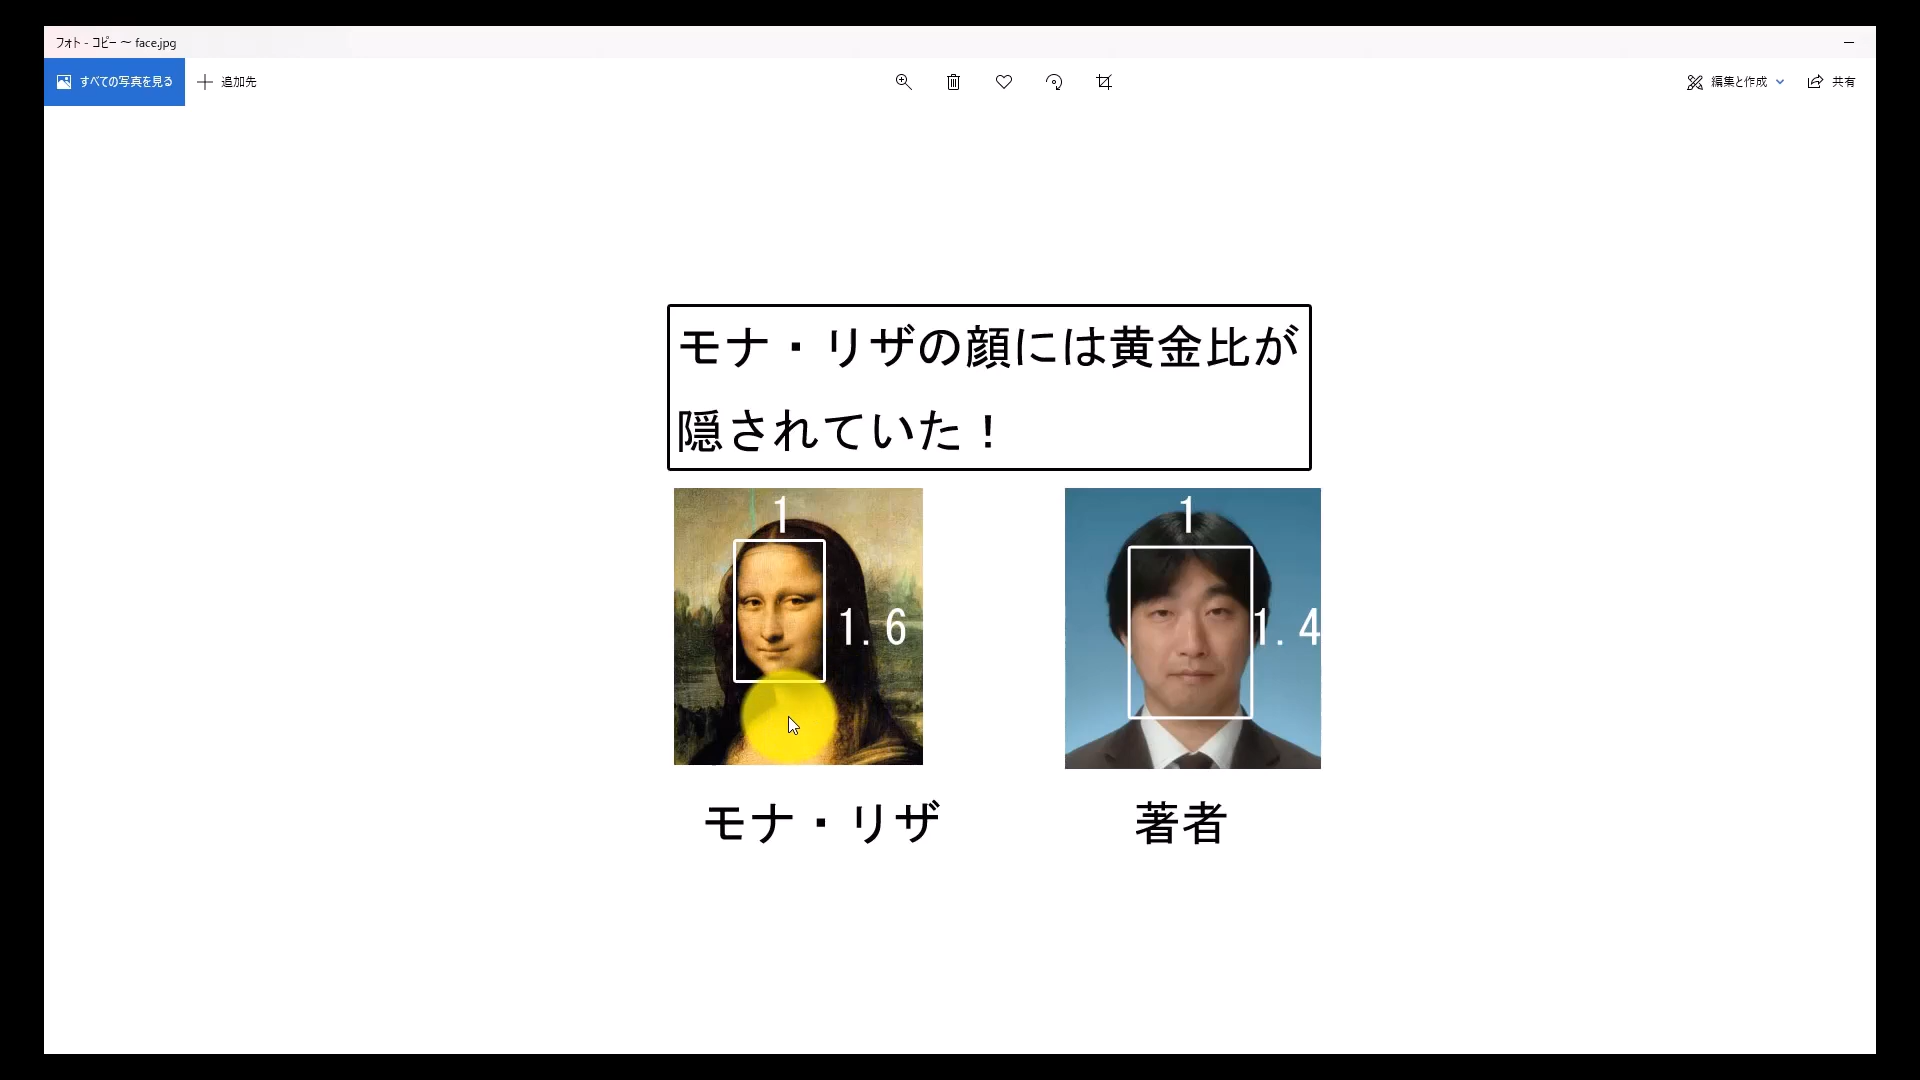 フォト - コピー ～ face.jpg
すべての写真を見る
追加先
編集と作成
共有
モナ・リザの顔には黄金比が
隠されていた！
1
1.6
1
1.4
モナ・リザ
著者